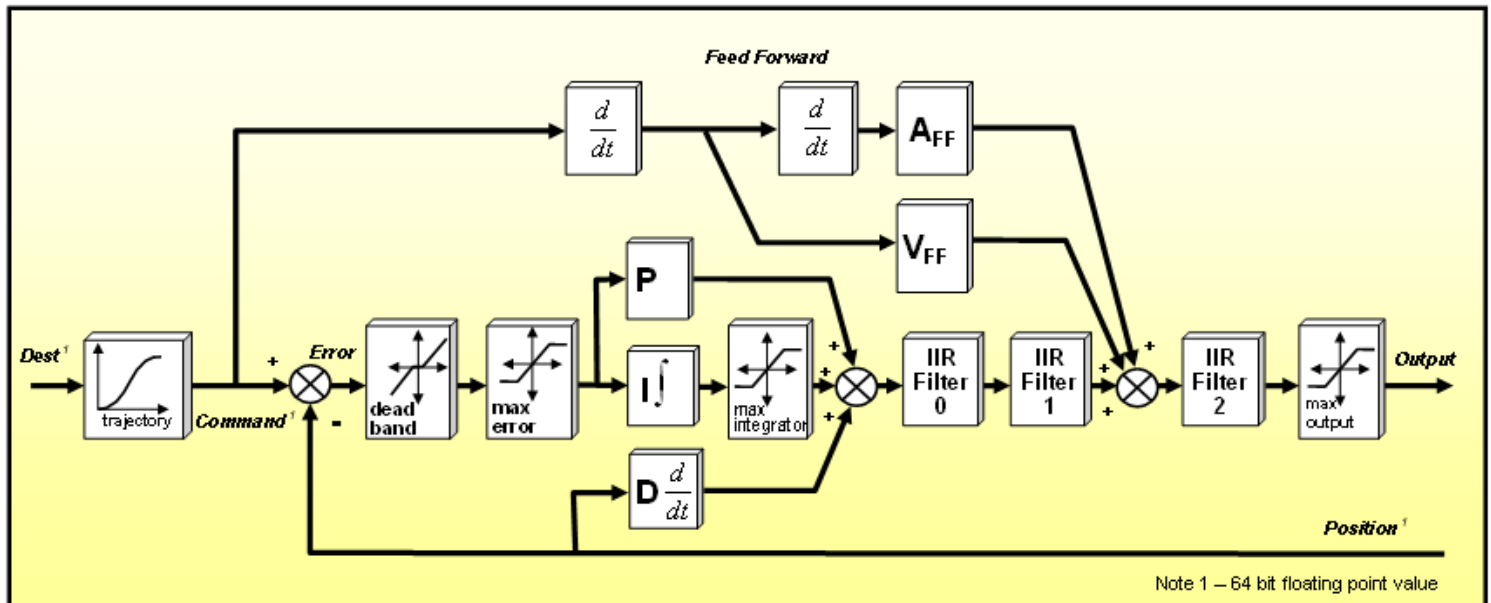 Feed Forward
d
dt
d
dt
AFF
VFF
P
Dest 1
trajectory
Command 1
+
-
Error
dead
band
max
error
I∫
max
integrator
+
+
+
D d
dt
IIR
Filter
0
IIR
Filter
1
+
+
+
IIR
Filter
2
max
output
Output
Position 1
Note 1 – 64 bit floating point value